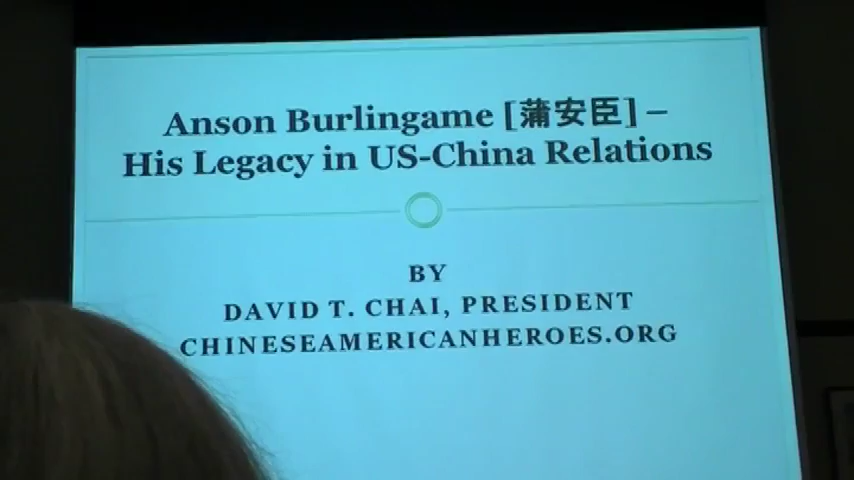 Anson Burlingame [蒲安臣] –
His Legacy in US-China Relations
BY
DAVID T. CHAI, PRESIDENT
CHINESEAMERICANHEROES.ORG